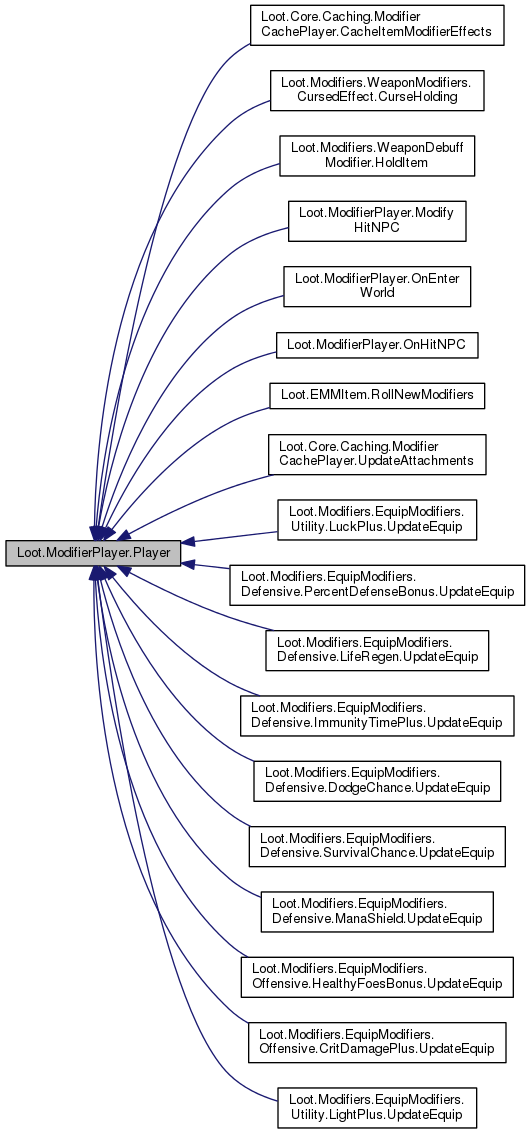 Loot.Core.Caching.Modifier
CachePlayer.CacheItemModifierEffects
Loot.Modifiers.WeaponModifiers.
CursedEffect.CurseHolding
Loot.Modifiers.WeaponDebuff
Modifier.HoldItem
Loot.ModifierPlayer.Modify
HitNPC
Loot.ModifierPlayer.OnEnter
World
Loot.ModifierPlayer.OnHitNPC
Loot.EMMItem.RollNewModifiers
Loot.Core.Caching.Modifier
CachePlayer.UpdateAttachments
Loot.Modifiers.EquipModifiers.
Utility.LuckPlus.UpdateEquip
Loot.ModifierPlayer.Player
Loot.Modifiers.EquipModifiers.
Defensive.PercentDefenseBonus.UpdateEquip
Loot.Modifiers.EquipModifiers.
Defensive.LifeRegen.UpdateEquip
Loot.Modifiers.EquipModifiers.
Defensive.ImmunityTimePlus.UpdateEquip
Loot.Modifiers.EquipModifiers.
Defensive.DodgeChance.UpdateEquip
Loot.Modifiers.EquipModifiers.
Defensive.SurvivalChance.UpdateEquip
Loot.Modifiers.EquipModifiers.
Defensive.ManaShield.UpdateEquip
Loot.Modifiers.EquipModifiers.
Offensive.HealthyFoesBonus.UpdateEquip
Loot.Modifiers.EquipModifiers.
Offensive.CritDamagePlus.UpdateEquip
Loot.Modifiers.EquipModifiers.
Utility.LightPlus.UpdateEquip